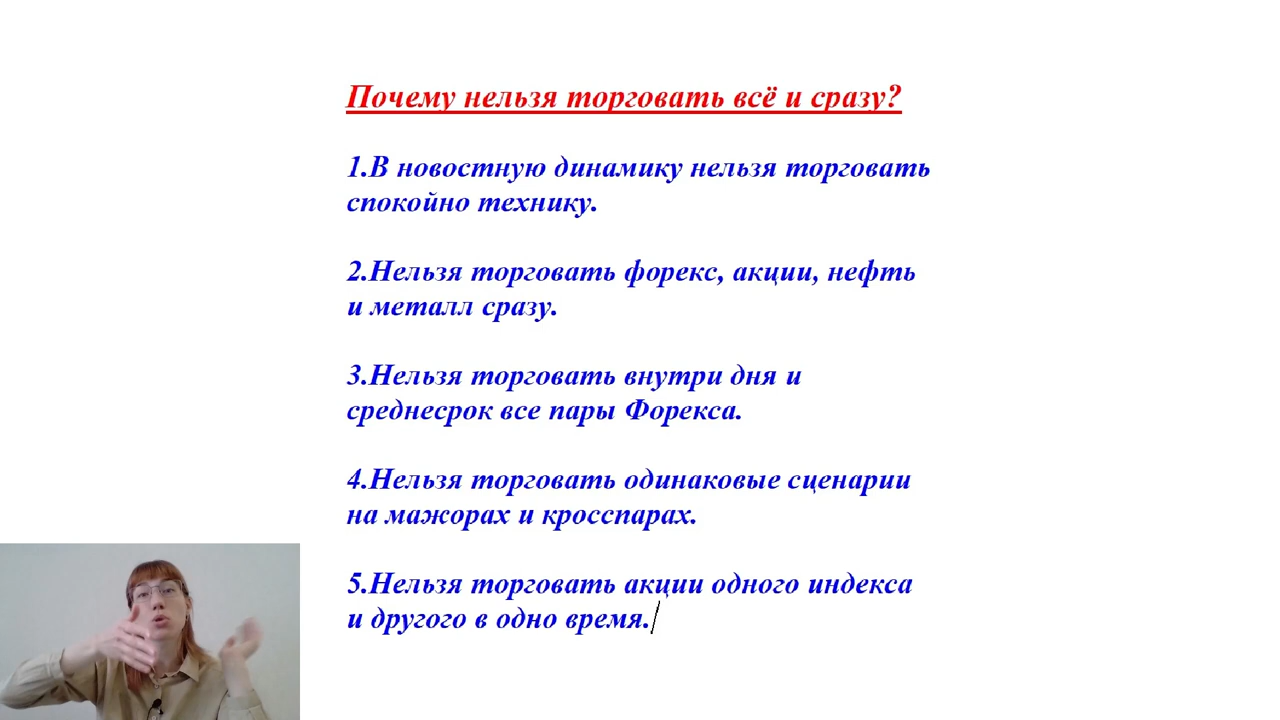 Почему нельзя торговать всё и сразу?
1.В новостную динамику нельзя торговать
спокойно технику.
2.Нельзя торговать форекс, акции, нефть
и металл сразу.
3.Нельзя торговать внутри дня и
среднесрок все пары Форекса.
4.Нельзя торговать одинаковые сценарии
на мажорах и кросспарах.
5.Нельзя торговать акции одного индекса
и другого в одно время.